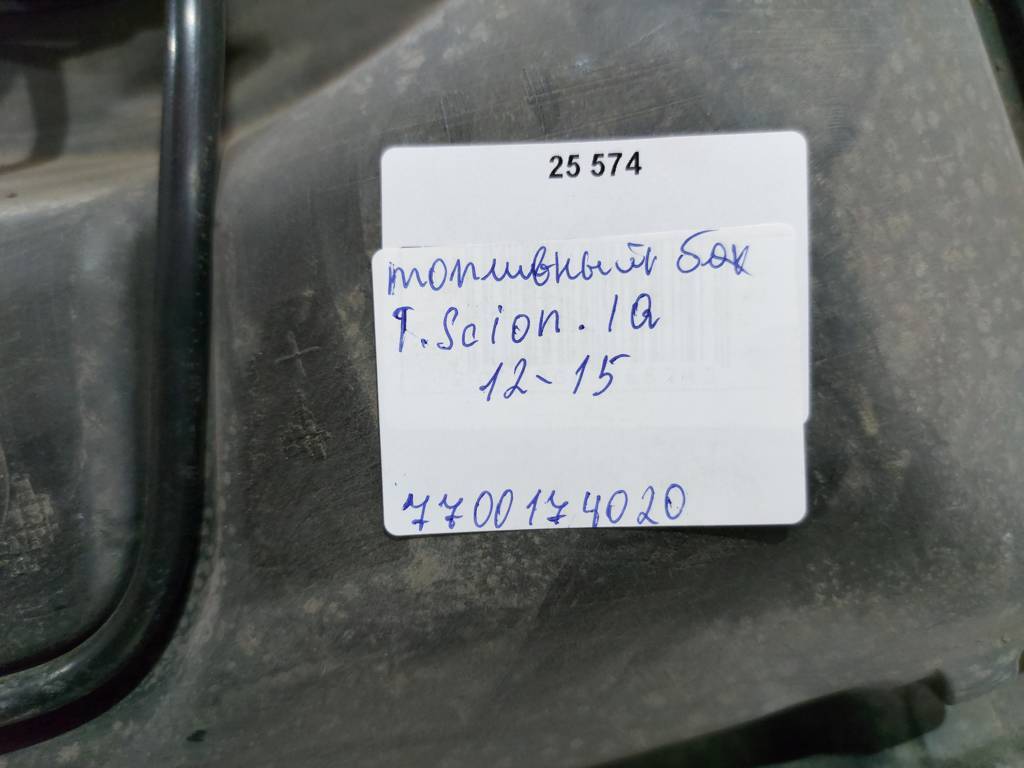 25 574
топливный бак
T. Scion. IQ
12-15
7700174020